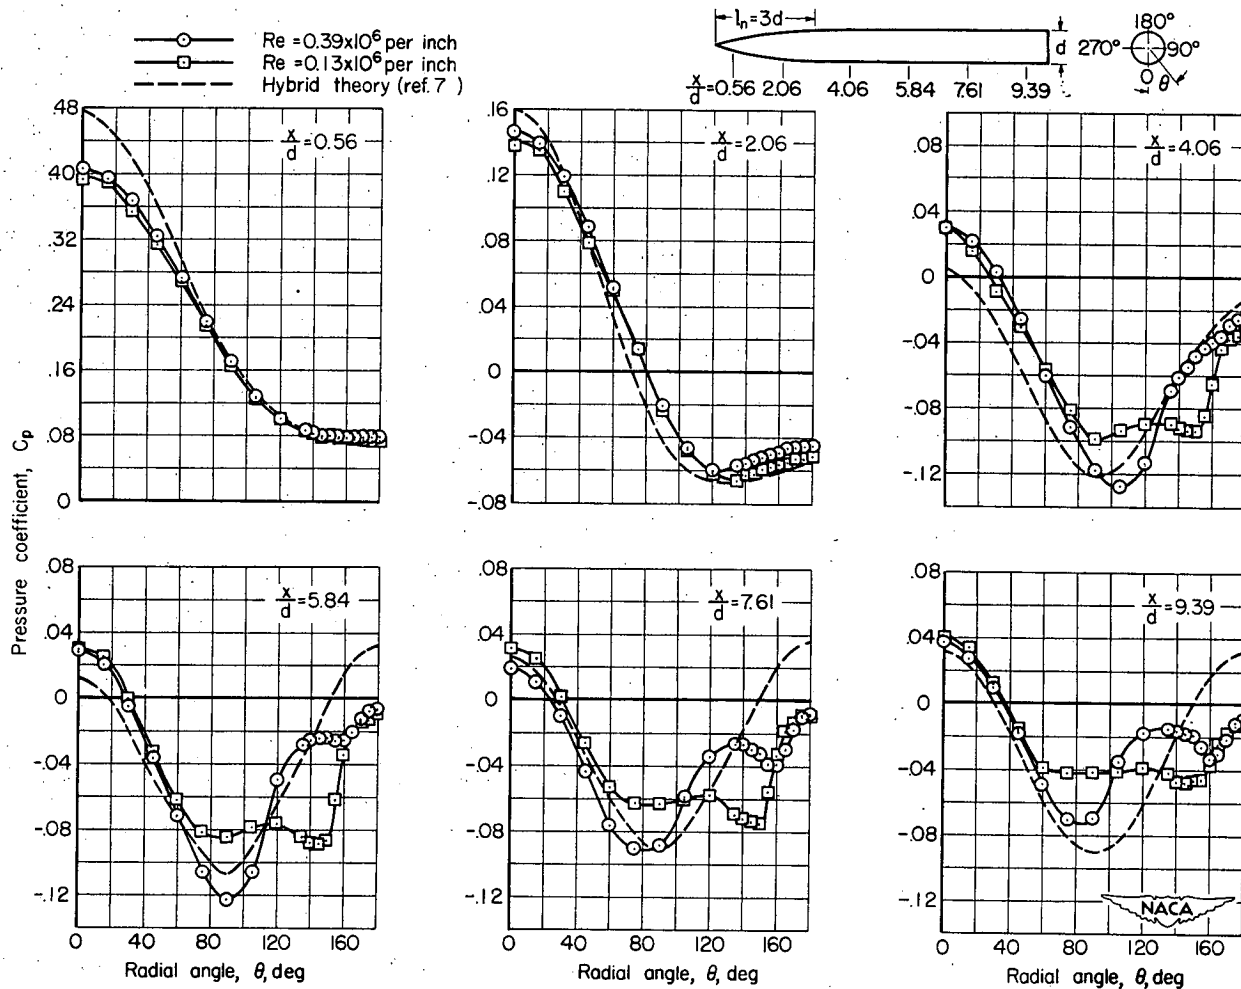 Re = 0.39x10⁶ per inch
Re = 0.13x10⁶ per inch
Hybrid theory (ref. 7)
lₙ = 3d
d
180°
270°
90°
0
θ
x/d = 0.56 2.06 4.06 5.84 7.61 9.39
Pressure coefficient, Cₚ
.48
.40
.32
.24
.16
.08
0
x/d = 0.56
.16
.12
.08
.04
0
-.04
-.08
x/d = 2.06
.08
.04
0
-.04
-.08
-.12
x/d = 4.06
.08
.04
0
-.04
-.08
-.12
x/d = 5.84
0 40 80 120 160
Radial angle, θ, deg
.08
.04
0
-.04
-.08
-.12
x/d = 7.61
0 40 80 120 160
Radial angle, θ, deg
.08
.04
0
-.04
-.08
-.12
x/d = 9.39
NACA
0 40 80 120 160
Radial angle, θ, deg